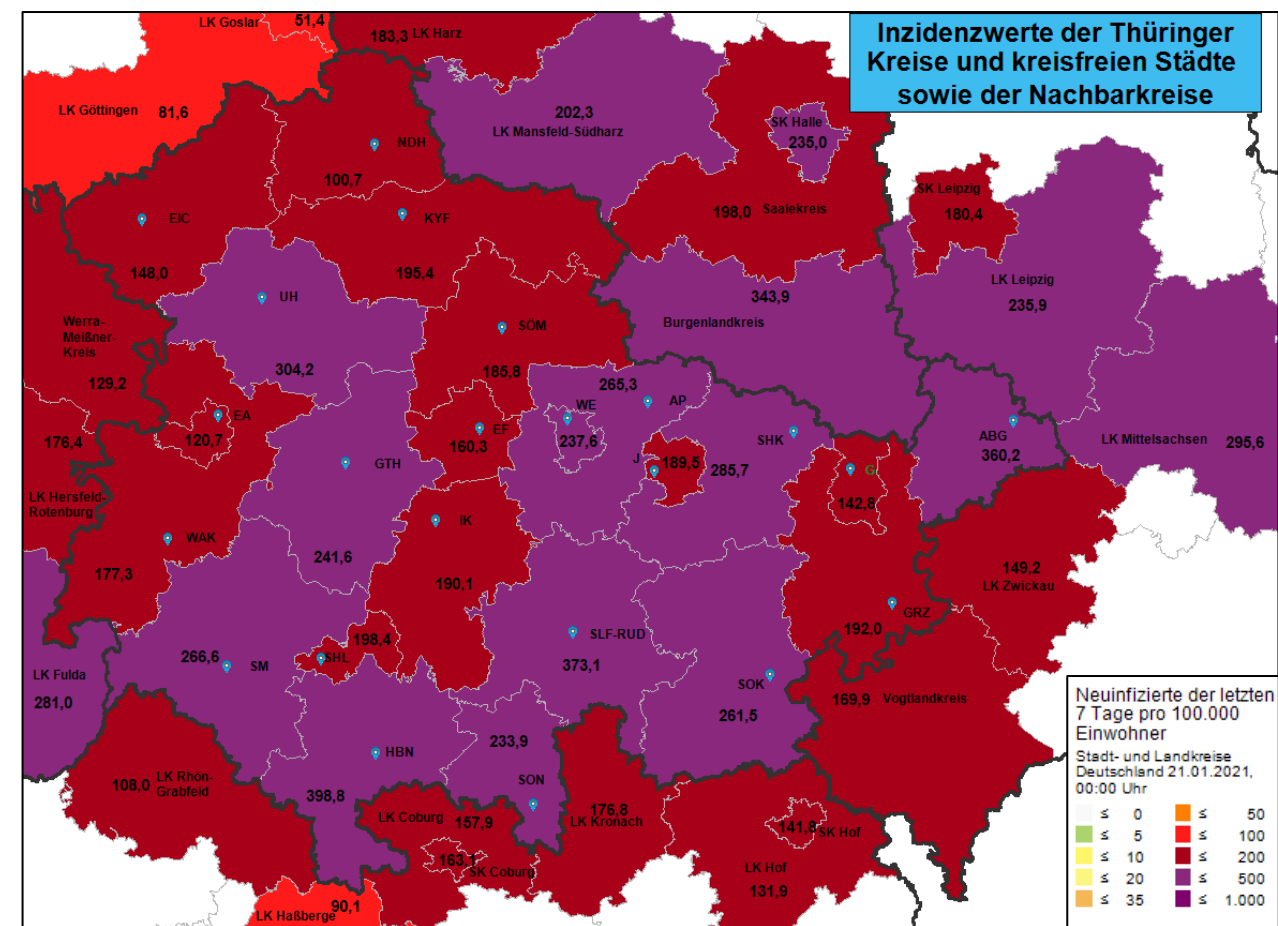 Inzidenzwerte der Thüringer
Kreise und kreisfreien Städte
sowie der Nachbarkreise
LK Goslar
51,4
183,3 LK Harz
LK Göttingen 81,6
202,3
LK Mansfeld-Südharz
SK Halle
235,0
NDH
100,7
SK Leipzig
180,4
198,0 Saalekreis
EIC
148,0
KYF
195,4
LK Leipzig
235,9
UH
304,2
343,9
Burgenlandkreis
Werra-
Meißner-
Kreis
129,2
SÖM
185,8
265,3
AP
WE
237,6
EA
120,7
EF
160,3
176,4
LK Hersfeld-
Rotenburg
GTH
241,6
J
189,5
SHK
285,7
G
142,8
ABG
360,2
LK Mittelsachsen 295,6
IK
190,1
WAK
177,3
149,2
LK Zwickau
GRZ
192,0
198,4
SHL
SLF-RUD
373,1
266,6
SM
LK Fulda
281,0
SOK
261,5
169,9 Vogtlandkreis
233,9
SON
HBN
398,8
108,0 LK Rhön-
Grabfeld
LK Coburg 157,9
176,8
LK Kronach
141,8
SK Hof
163,1
SK Coburg
LK Hof
131,9
90,1
LK Haßberge
Neuinfizierte der letzten
7 Tage pro 100.000
Einwohner
Stadt- und Landkreise
Deutschland 21.01.2021,
00:00 Uhr
≤ 0 ≤ 50
≤ 5 ≤ 100
≤ 10 ≤ 200
≤ 20 ≤ 500
≤ 35 ≤ 1.000